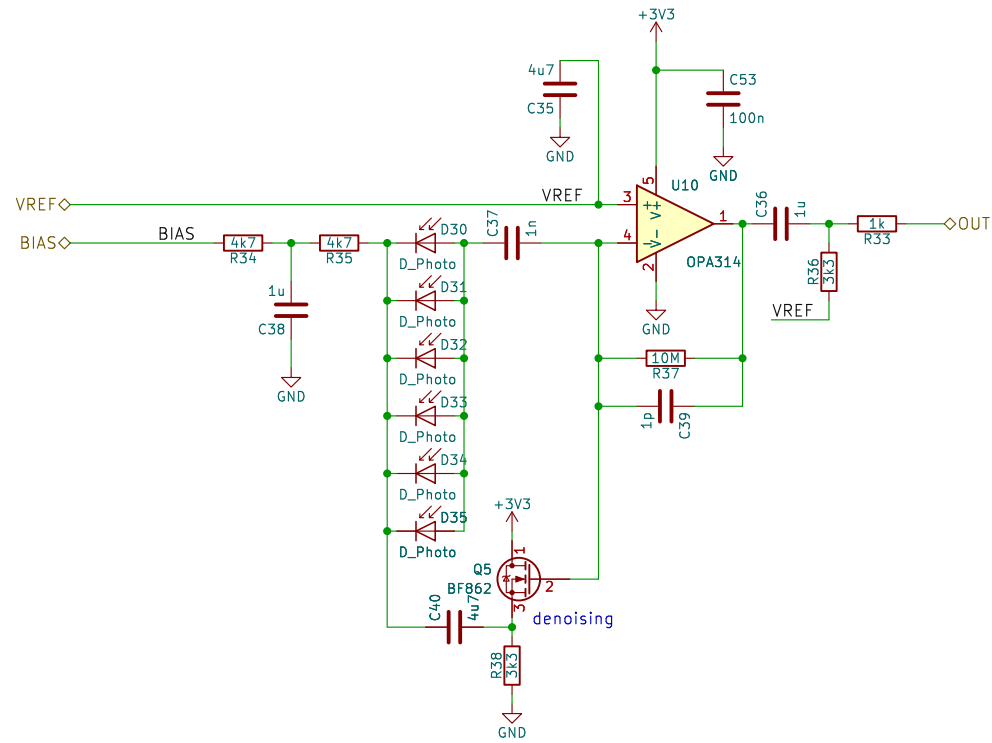 +3V3
4u7
C35
GND
C53
100n
GND
VREF
VREF
3
5
U10
V+
V-
1
4
2
OPA314
GND
C36
1u
1k
R33
OUT
R36
3k3
VREF
BIAS
BIAS
4k7
R34
4k7
R35
1u
C38
GND
D30
D_Photo
C37
1n
D31
D_Photo
D32
D_Photo
D33
D_Photo
D34
D_Photo
D35
D_Photo
10M
R37
1p
C39
+3V3
1
Q5
BF862
2
3
denoising
C40
4u7
R38
3k3
GND